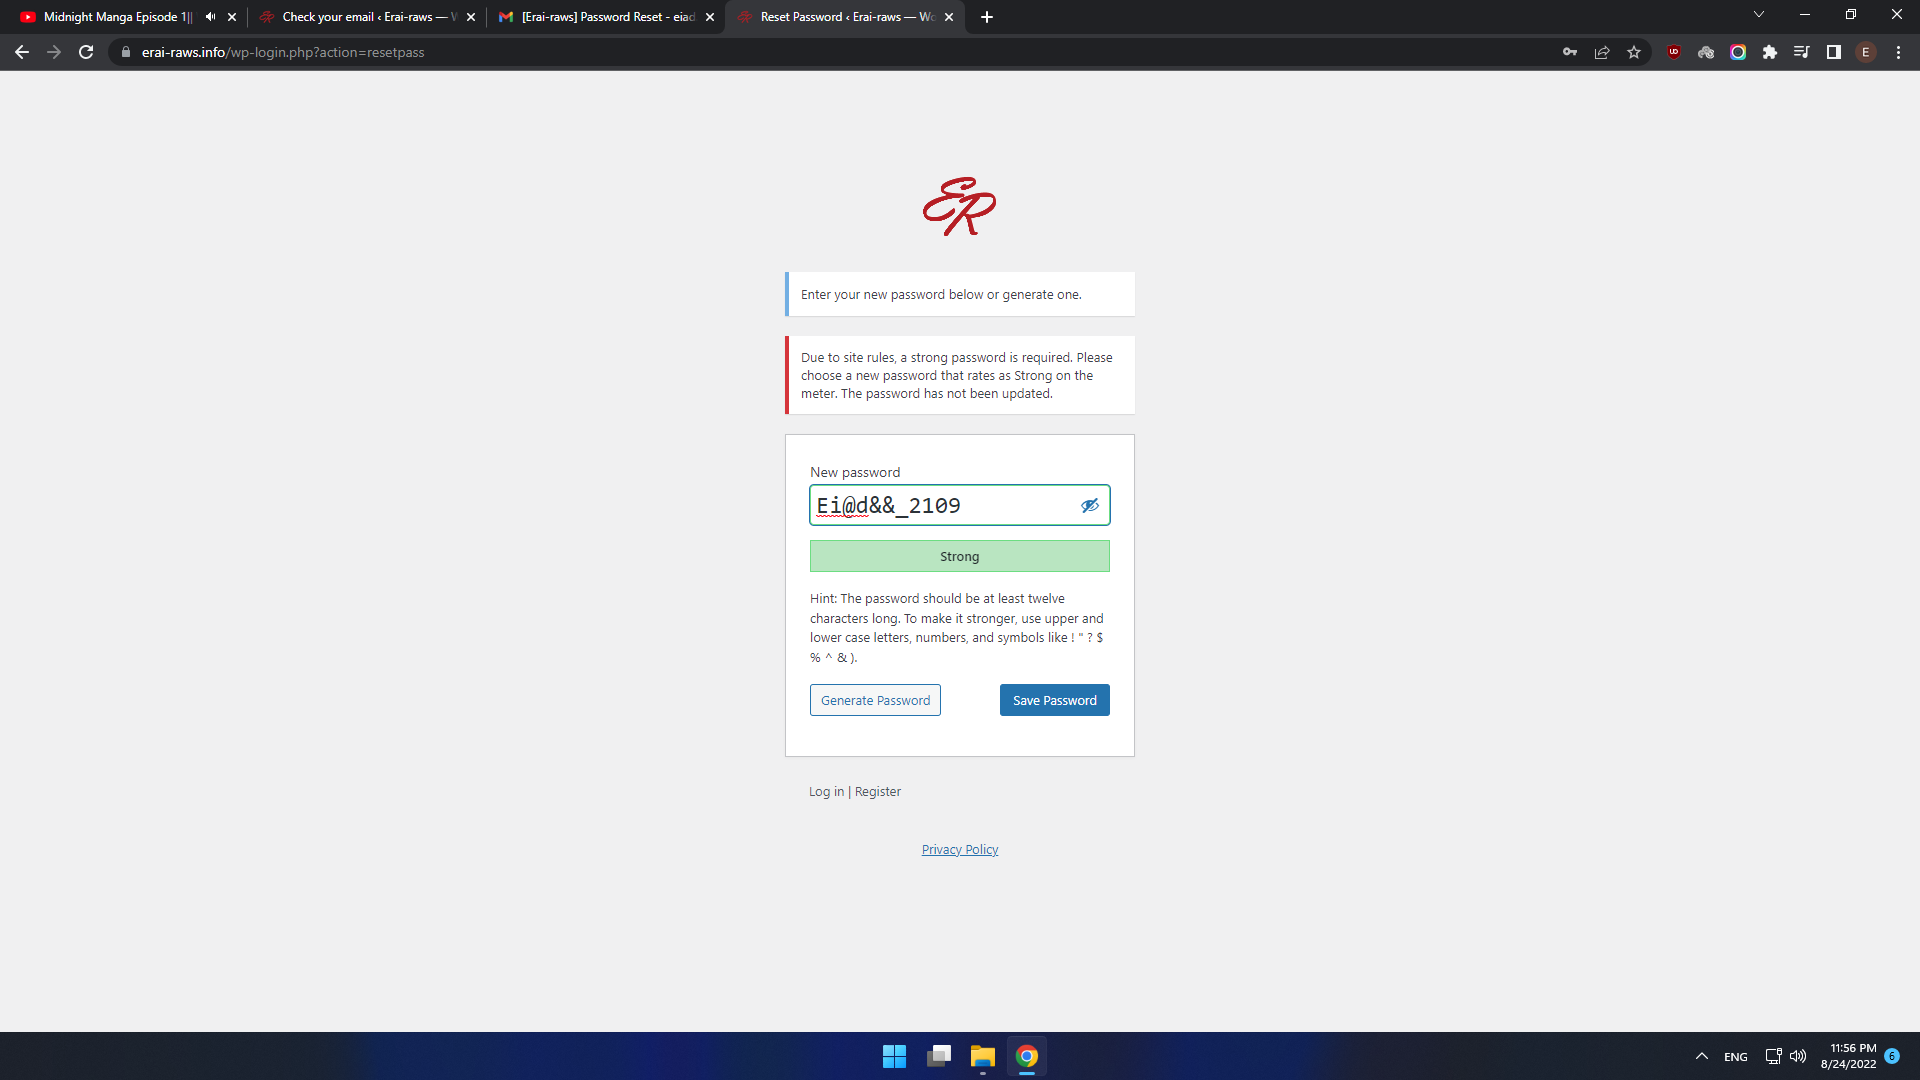 Midnight Manga Episode 1||
Check your email ‹ Erai-raws — W
[Erai-raws] Password Reset - eiad
Reset Password ‹ Erai-raws — Wo
erai-raws.info/wp-login.php?action=resetpass
E
ER
Enter your new password below or generate one.
Due to site rules, a strong password is required. Please
choose a new password that rates as Strong on the
meter. The password has not been updated.
New password
Ei@d&&_2109
Strong
Hint: The password should be at least twelve
characters long. To make it stronger, use upper and
lower case letters, numbers, and symbols like ! " ? $
% ^ & ).
Generate Password
Save Password
Log in | Register
Privacy Policy
ENG
11:56 PM
8/24/2022
6